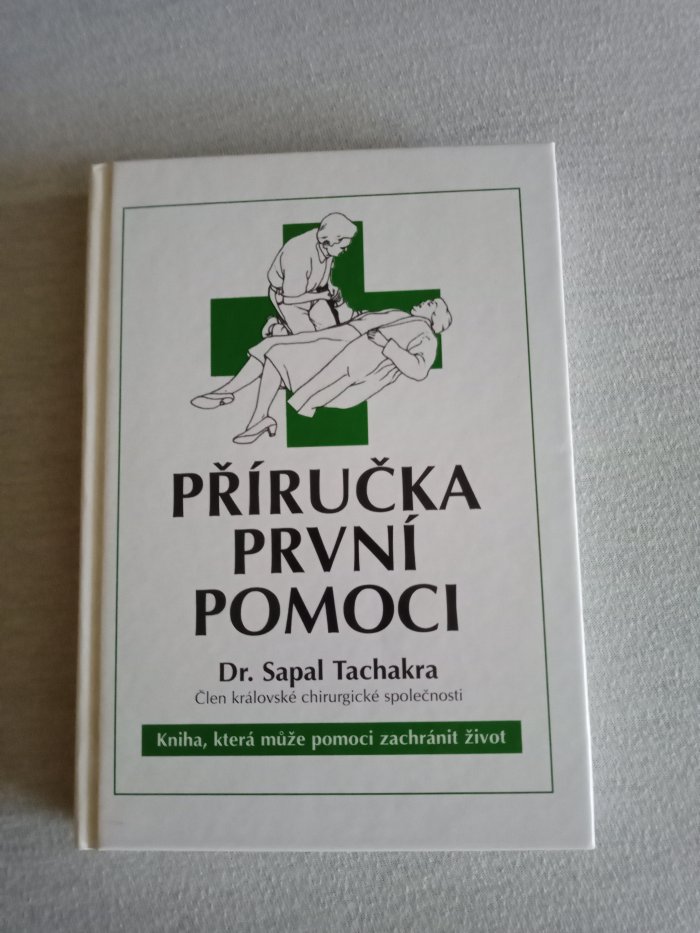 PŘÍRUČKA
PRVNÍ
POMOCI
Dr. Sapal Tachakra
Člen královské chirurgické společnosti
Kniha, která může pomoci zachránit život